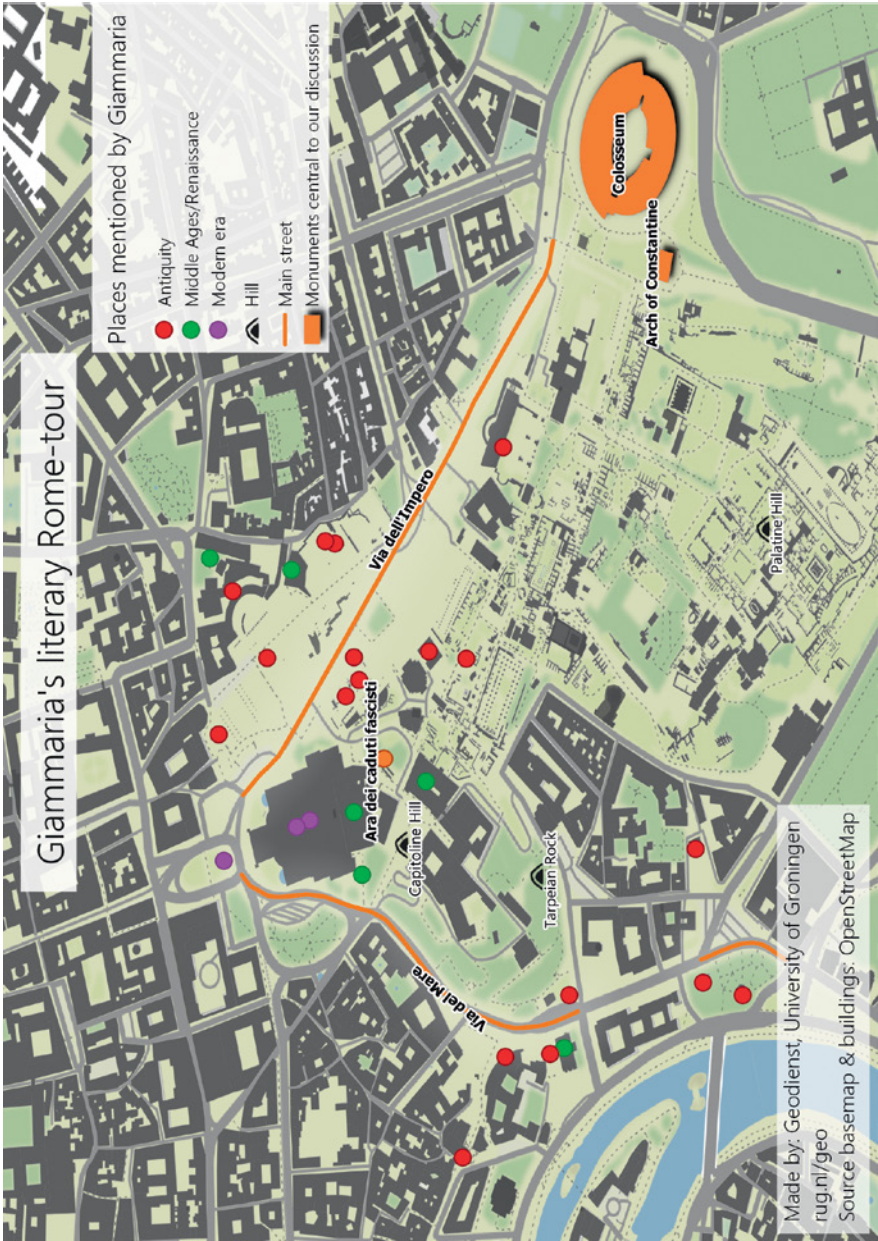 Giammaria's literary Rome-tour
Places mentioned by Giammaria
Antiquity
Middle Ages/Renaissance
Modern era
Hill
Main street
Monuments central to our discussion
Via dell'Impero
Colosseum
Arch of Constantine
Ara dei caduti fascisti
Capitoline Hill
Palatine Hill
Via del Mare
Tarpeian Rock
Made by: Geodienst, University of Groningen
rug.nl/geo
Source basemap & buildings: OpenStreetMap